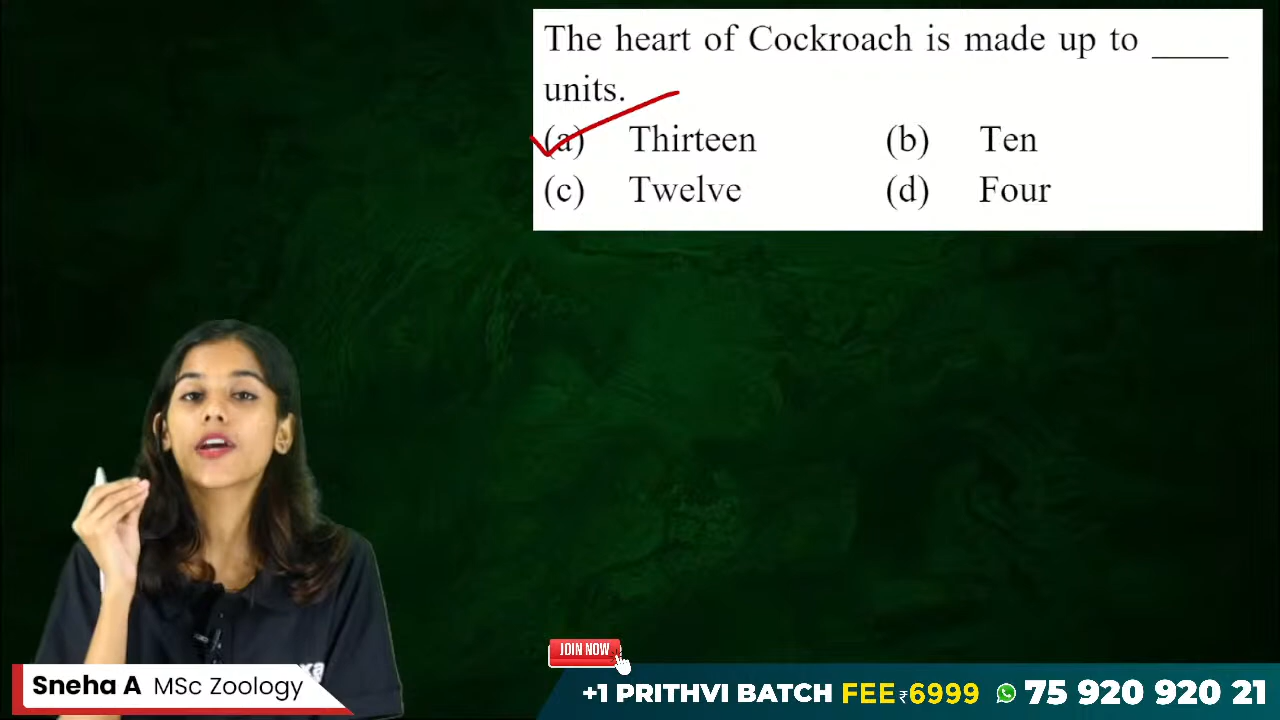 The heart of Cockroach is made up to _____
units.
(a) Thirteen (b) Ten
(c) Twelve (d) Four
JOIN NOW
Sneha A MSc Zoology
+1 PRITHVI BATCH FEE ₹6999 75 920 920 21